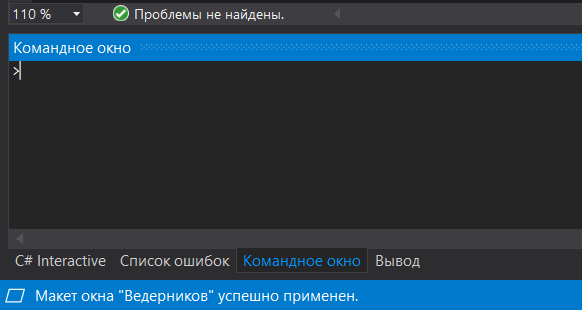 110 % Проблемы не найдены.
Командное окно
>
C# Interactive Список ошибок Командное окно Вывод
Макет окна "Ведерников" успешно применен.